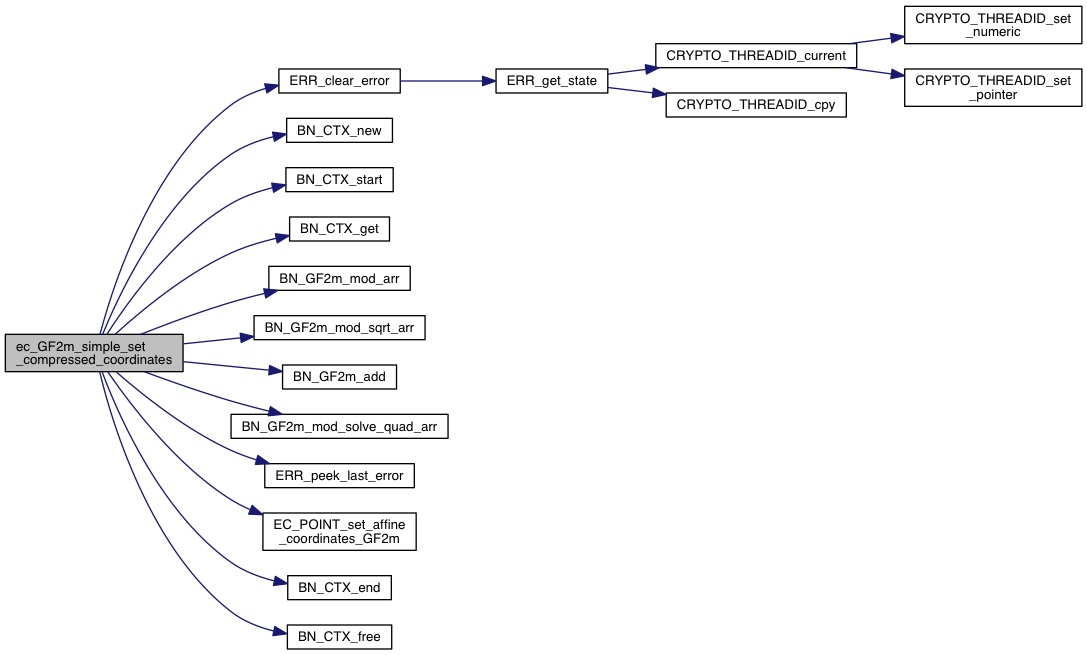 ec_GF2m_simple_set
_compressed_coordinates
ERR_clear_error
ERR_get_state
CRYPTO_THREADID_current
CRYPTO_THREADID_set
_numeric
CRYPTO_THREADID_set
_pointer
CRYPTO_THREADID_cpy
BN_CTX_new
BN_CTX_start
BN_CTX_get
BN_GF2m_mod_arr
BN_GF2m_mod_sqrt_arr
BN_GF2m_add
BN_GF2m_mod_solve_quad_arr
ERR_peek_last_error
EC_POINT_set_affine
_coordinates_GF2m
BN_CTX_end
BN_CTX_free